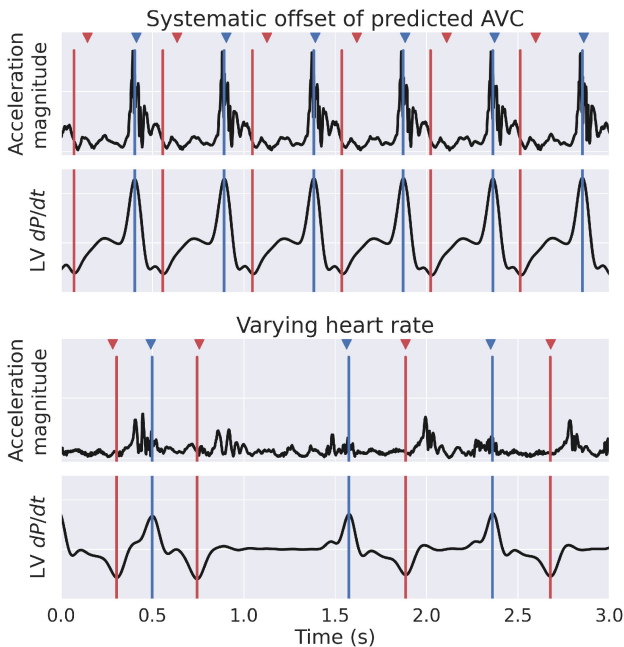 Systematic offset of predicted AVC
Acceleration
magnitude
LV dP/dt
Varying heart rate
Acceleration
magnitude
LV dP/dt
0.0 0.5 1.0 1.5 2.0 2.5 3.0
Time (s)